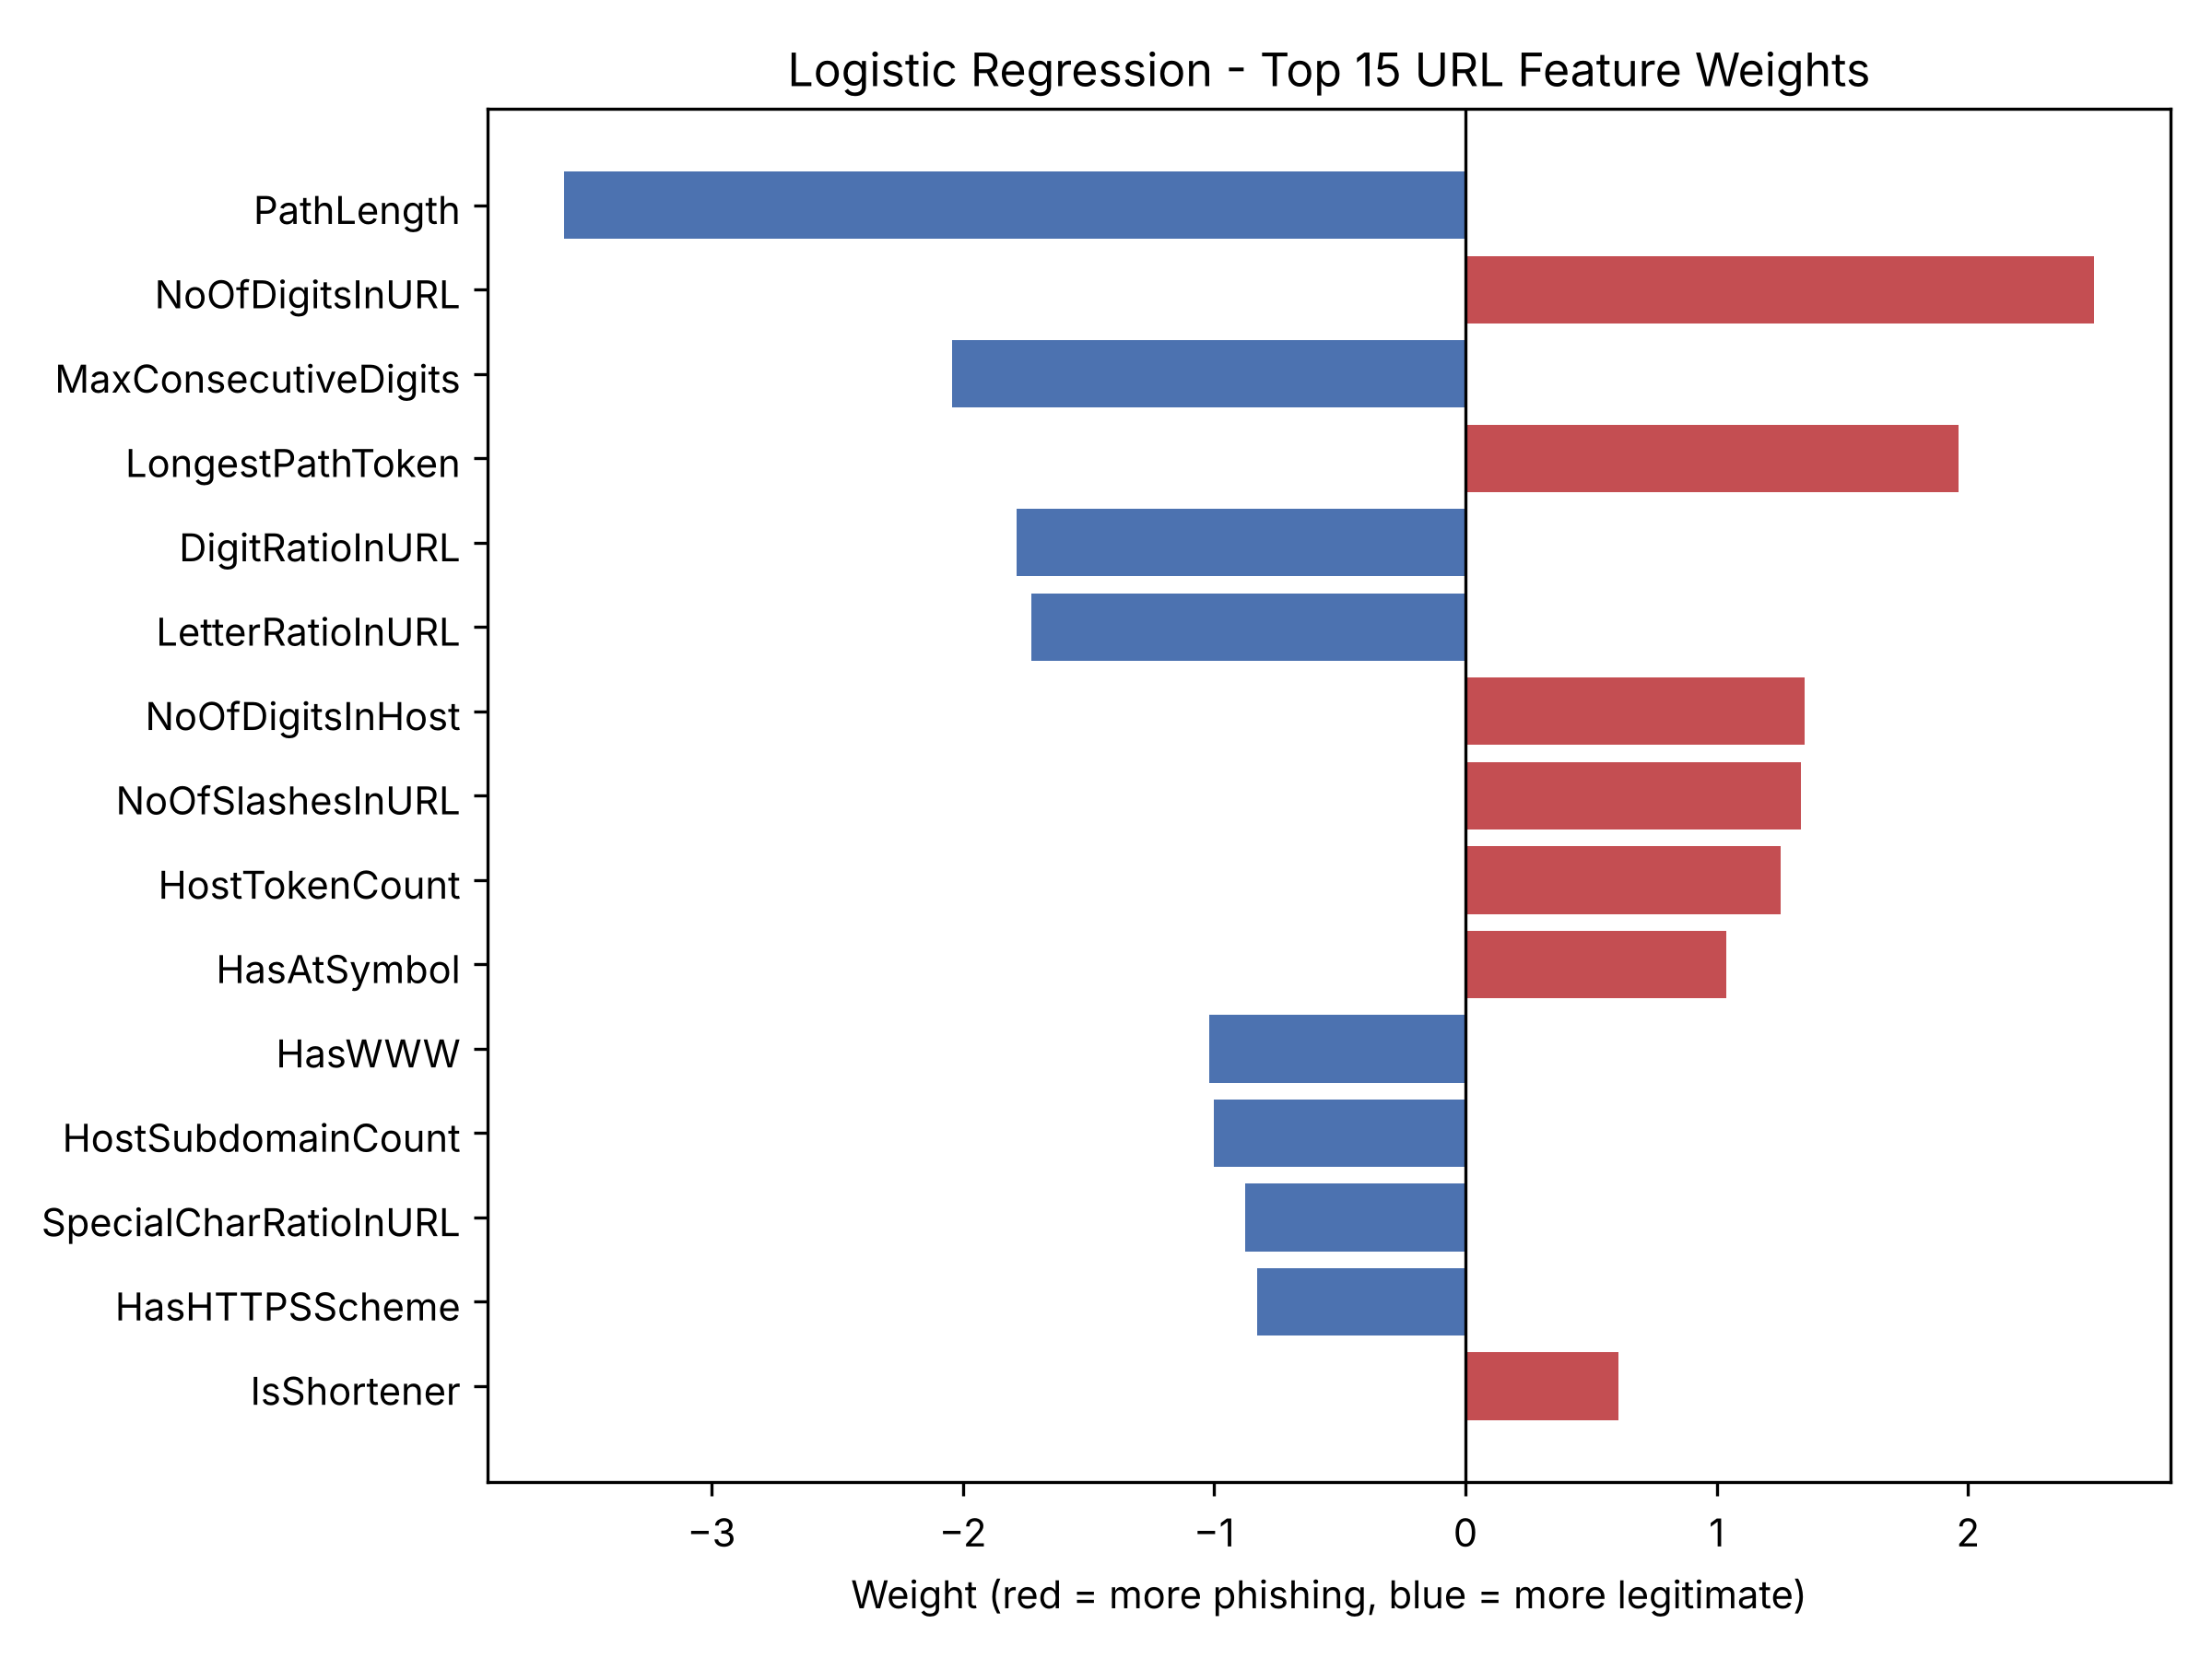 Logistic Regression - Top 15 URL Feature Weights
PathLength
NoOfDigitsInURL
MaxConsecutiveDigits
LongestPathToken
DigitRatioInURL
LetterRatioInURL
NoOfDigitsInHost
NoOfSlashesInURL
HostTokenCount
HasAtSymbol
HasWWW
HostSubdomainCount
SpecialCharRatioInURL
HasHTTPSScheme
IsShortener
−3 −2 −1 0 1 2
Weight (red = more phishing, blue = more legitimate)